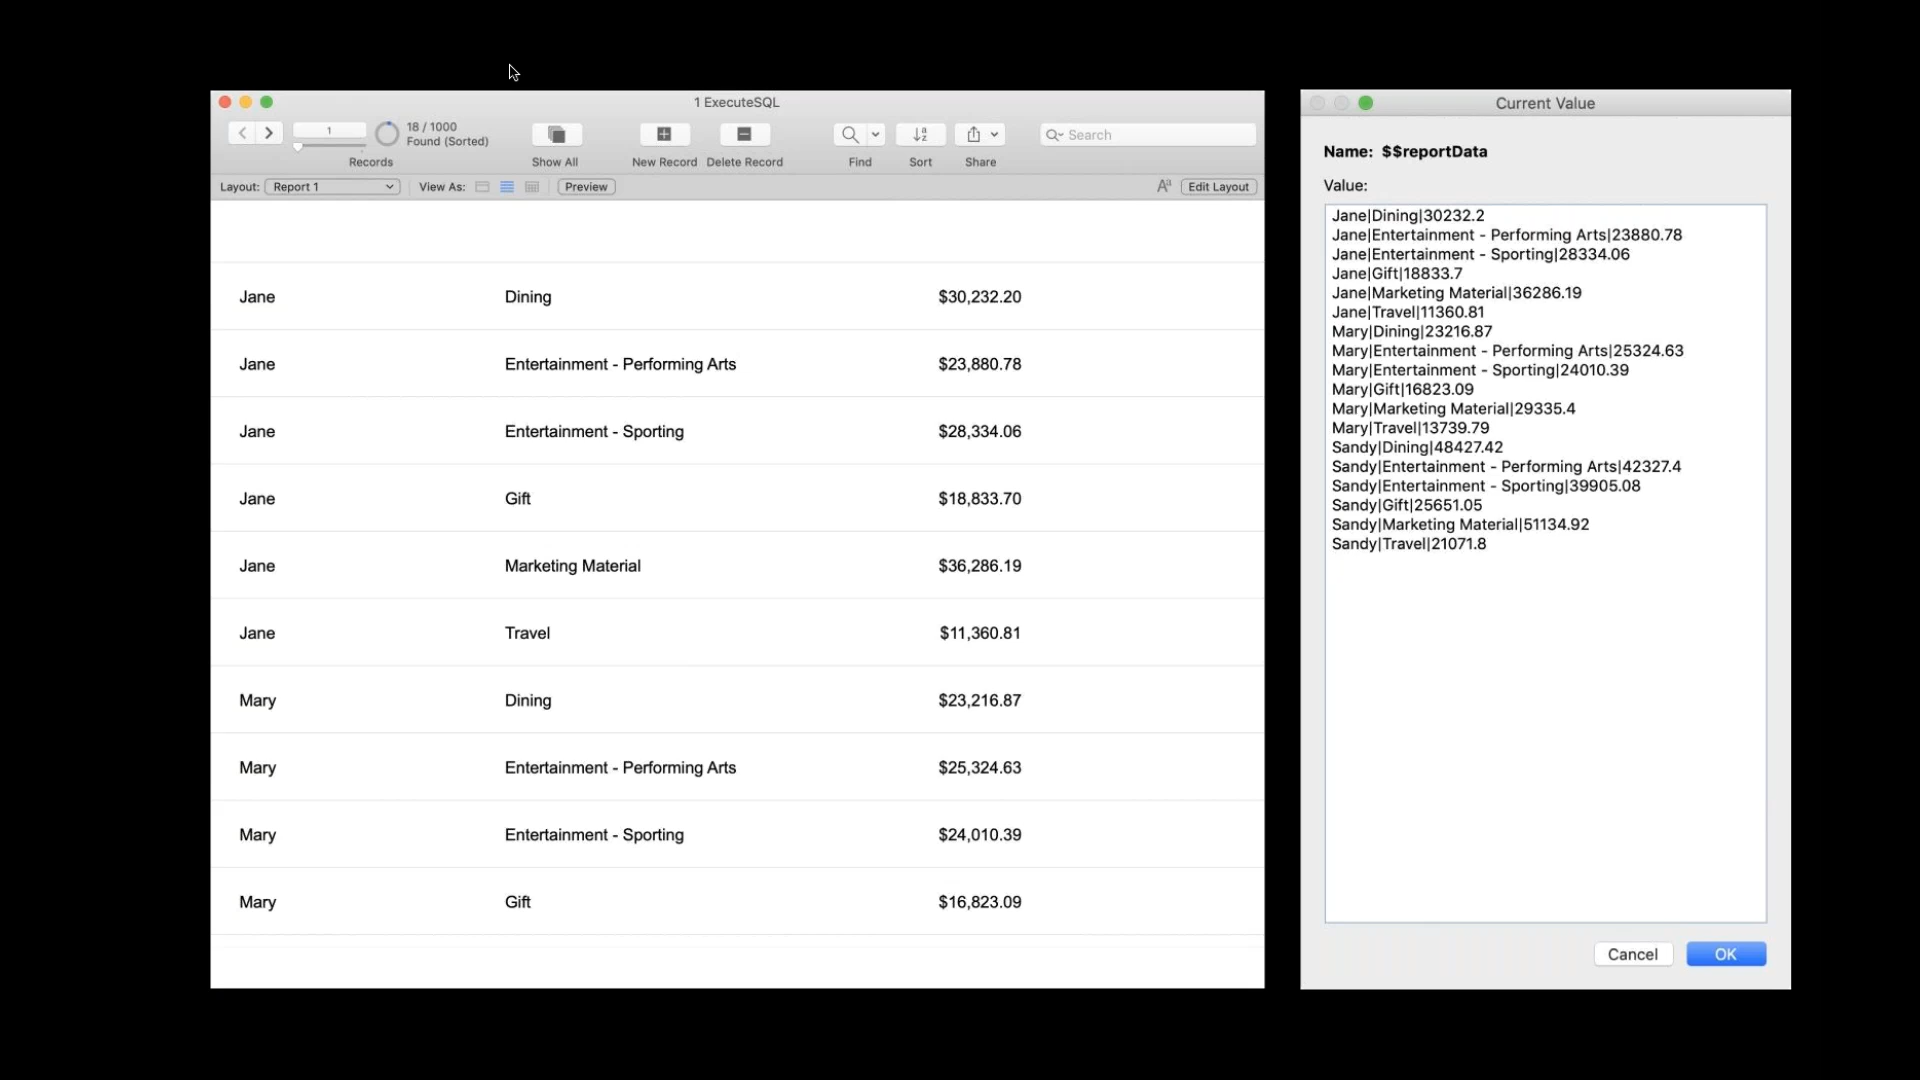 1 ExecuteSQL
1
18 / 1000
Found (Sorted)
Records
Show All
New Record
Delete Record
Find
Sort
Share
Search
Layout: Report 1
View As:
Preview
Aa
Edit Layout
Jane Dining $30,232.20
Jane Entertainment - Performing Arts $23,880.78
Jane Entertainment - Sporting $28,334.06
Jane Gift $18,833.70
Jane Marketing Material $36,286.19
Jane Travel $11,360.81
Mary Dining $23,216.87
Mary Entertainment - Performing Arts $25,324.63
Mary Entertainment - Sporting $24,010.39
Mary Gift $16,823.09
Current Value
Name: $$reportData
Value:
Jane|Dining|30232.2
Jane|Entertainment - Performing Arts|23880.78
Jane|Entertainment - Sporting|28334.06
Jane|Gift|18833.7
Jane|Marketing Material|36286.19
Jane|Travel|11360.81
Mary|Dining|23216.87
Mary|Entertainment - Performing Arts|25324.63
Mary|Entertainment - Sporting|24010.39
Mary|Gift|16823.09
Mary|Marketing Material|29335.4
Mary|Travel|13739.79
Sandy|Dining|48427.42
Sandy|Entertainment - Performing Arts|42327.4
Sandy|Entertainment - Sporting|39905.08
Sandy|Gift|25651.05
Sandy|Marketing Material|51134.92
Sandy|Travel|21071.8
Cancel
OK